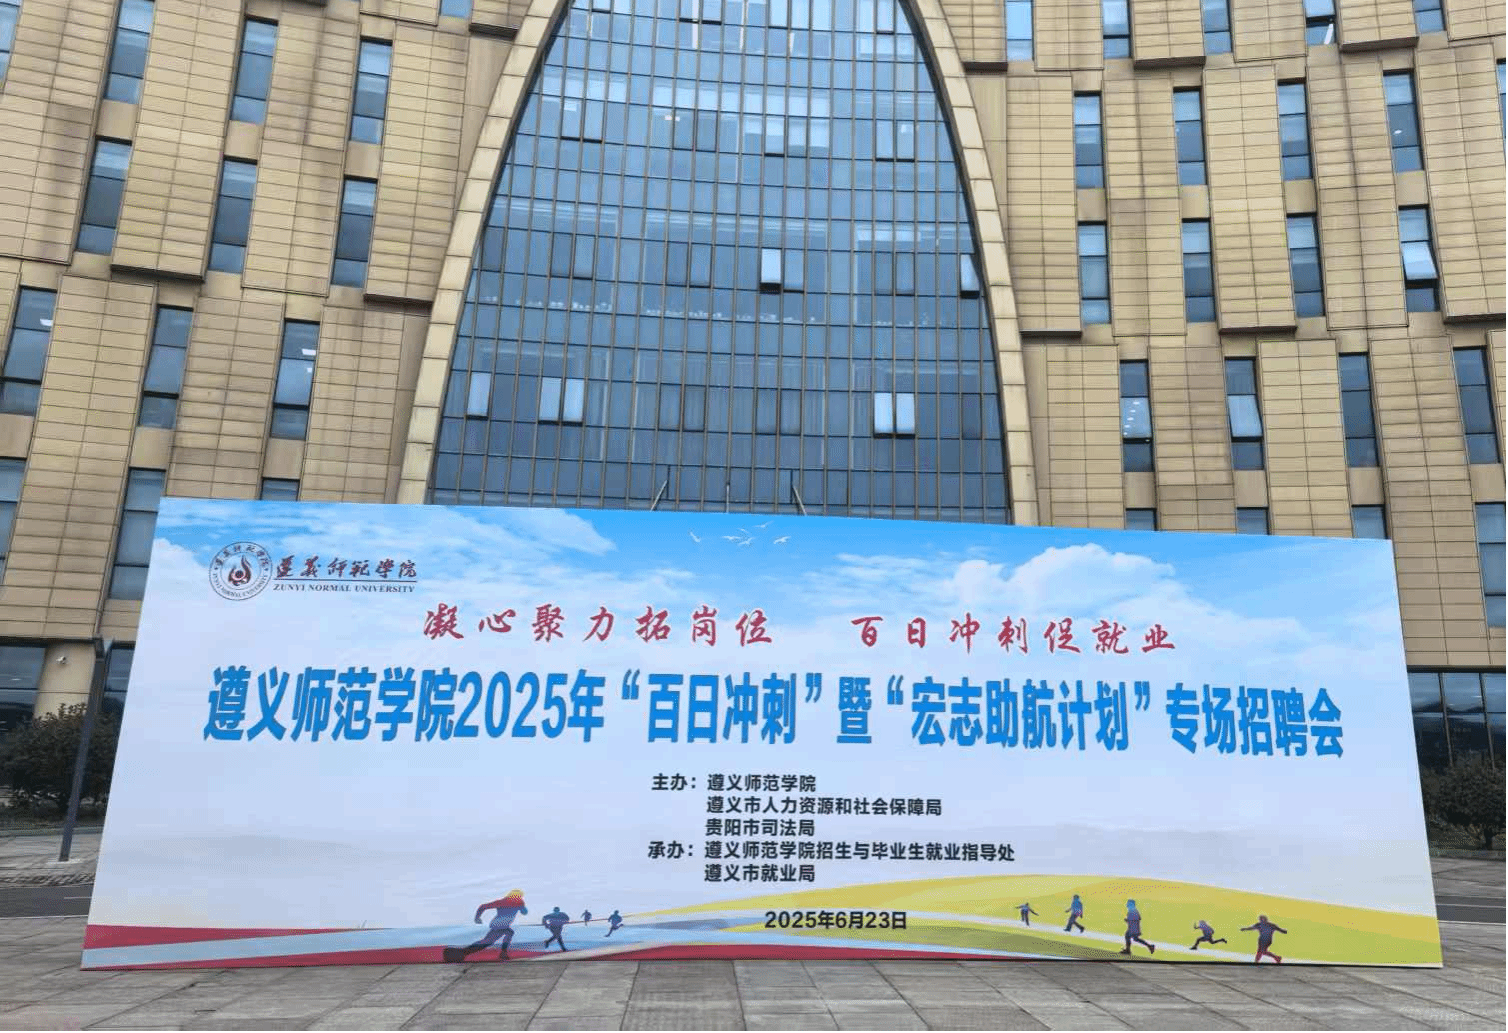 遵义师范学院
ZUNYI NORMAL UNIVERSITY
凝心聚力拓岗位 百日冲刺促就业
遵义师范学院2025年“百日冲刺”暨“宏志助航计划”专场招聘会
主办：遵义师范学院
遵义市人力资源和社会保障局
贵阳市司法局
承办：遵义师范学院招生与毕业生就业指导处
遵义市就业局
2025年6月23日